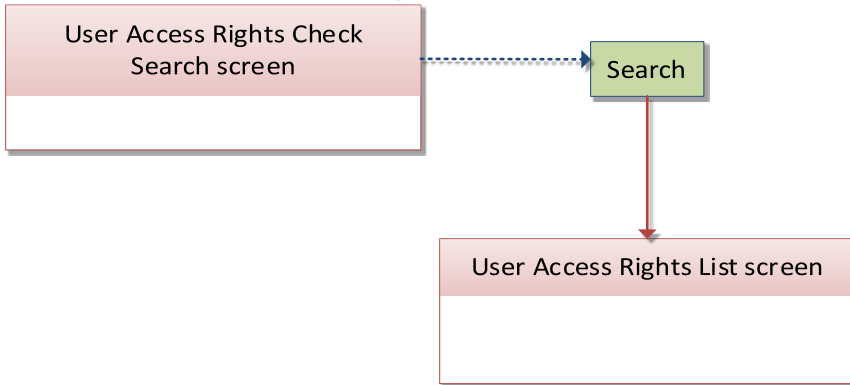 User Access Rights Check
Search screen
Search
User Access Rights List screen